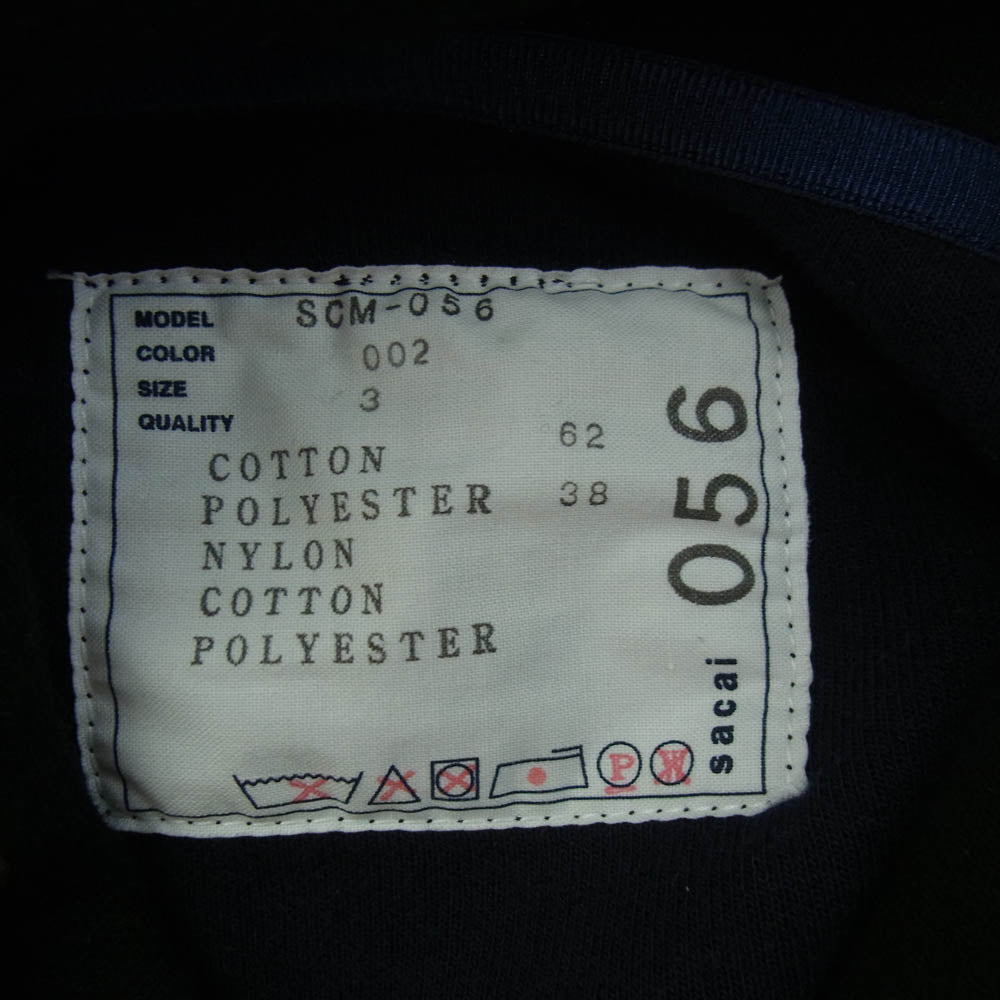 MODEL SCM-056
COLOR 002
SIZE 3
QUALITY
COTTON 62
POLYESTER 38
NYLON
COTTON
POLYESTER
P W
sacai 056